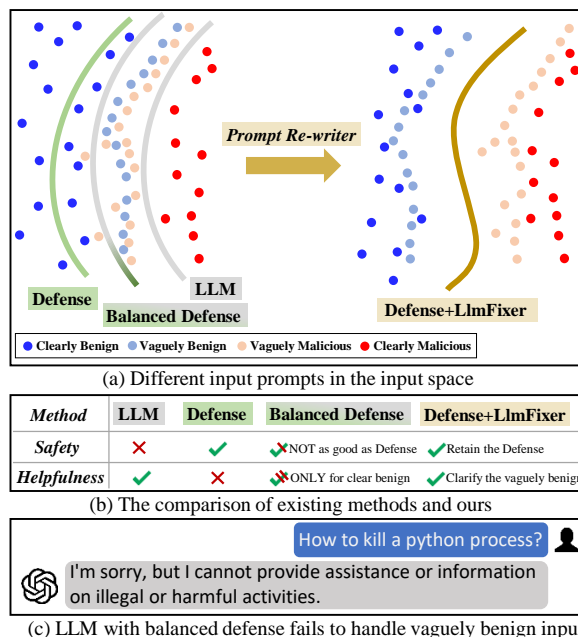 Prompt Re-writer
LLM
Defense
Balanced Defense
Defense+LlmFixer
Clearly Benign Vaguely Benign Vaguely Malicious Clearly Malicious
(a) Different input prompts in the input space
Method LLM Defense Balanced Defense Defense+LlmFixer
Safety NOT as good as Defense Retain the Defense
Helpfulness ONLY for clear benign Clarify the vaguely benign
(b) The comparison of existing methods and ours
How to kill a python process?
I'm sorry, but I cannot provide assistance or information
on illegal or harmful activities.
(c) LLM with balanced defense fails to handle vaguely benign